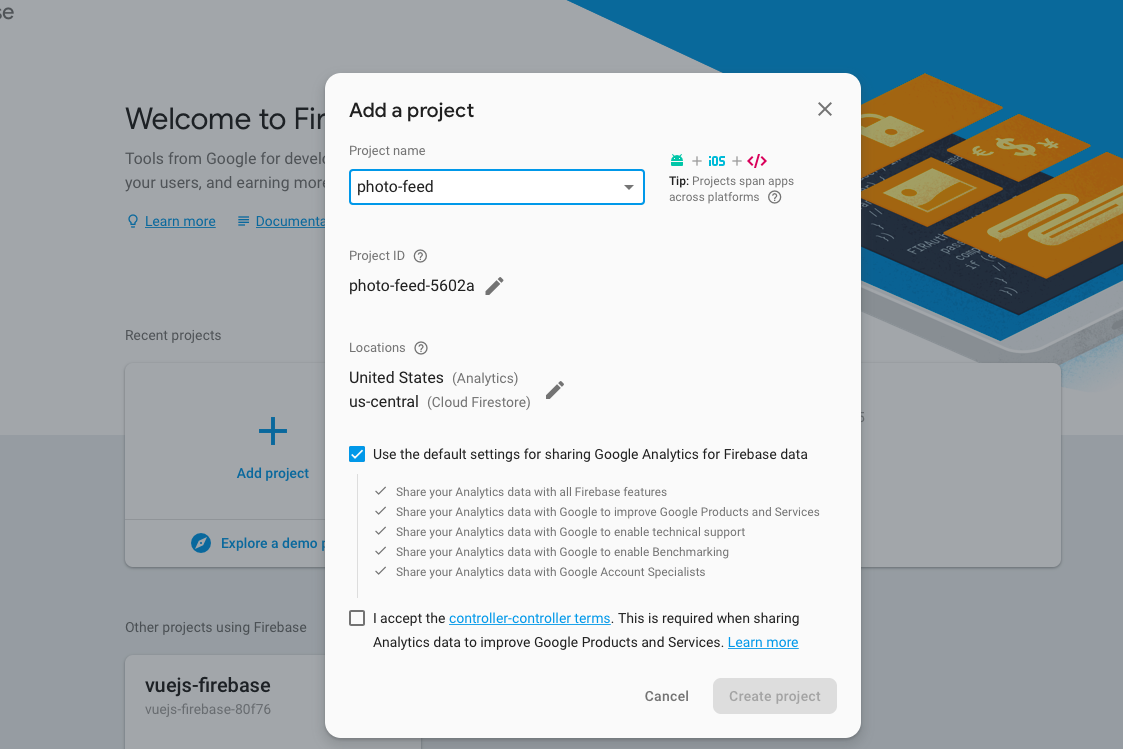 se
Welcome to Fir
Tools from Google for develo
your users, and earning more
Learn more
Documenta
Recent projects
Add project
Explore a demo p
Other projects using Firebase
vuejs-firebase
vuejs-firebase-80f76
5
Add a project
Project name
photo-feed
+ iOS + </>
Tip: Projects span apps
across platforms
Project ID
photo-feed-5602a
Locations
United States (Analytics)
us-central (Cloud Firestore)
Use the default settings for sharing Google Analytics for Firebase data
Share your Analytics data with all Firebase features
Share your Analytics data with Google to improve Google Products and Services
Share your Analytics data with Google to enable technical support
Share your Analytics data with Google to enable Benchmarking
Share your Analytics data with Google Account Specialists
I accept the controller-controller terms. This is required when sharing
Analytics data to improve Google Products and Services. Learn more
Cancel
Create project